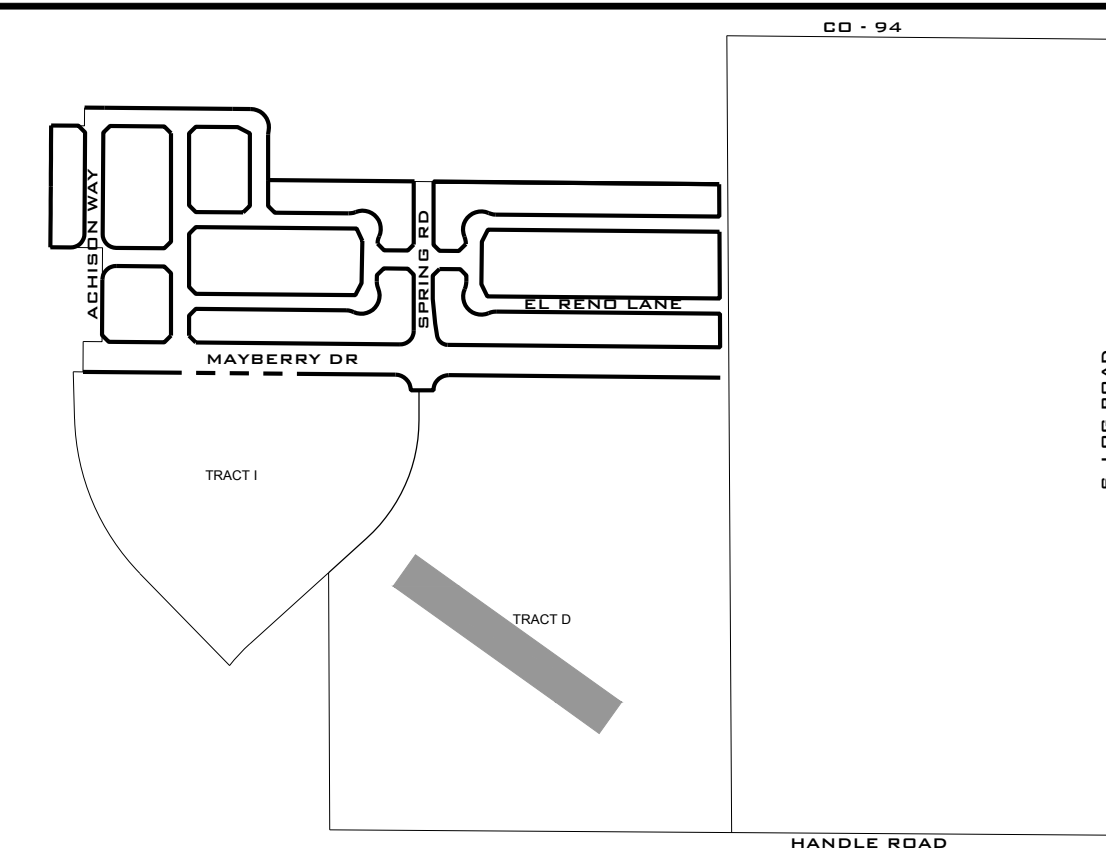 CO - 94
ACHISON WAY
SPRING RD
EL RENO LANE
MAYBERRY DR
TRACT I
TRACT D
HANDLE ROAD